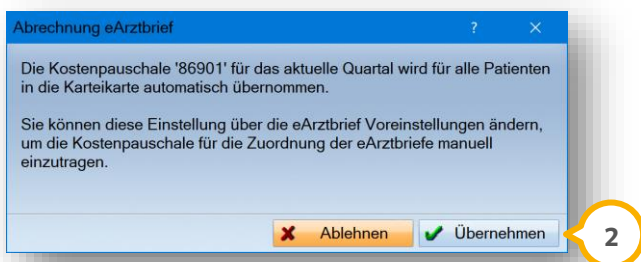 Abrechnung eArztbrief ? ×
Die Kostenpauschale '86901' für das aktuelle Quartal wird für alle Patienten
in die Karteikarte automatisch übernommen.
Sie können diese Einstellung über die eArztbrief Voreinstellungen ändern,
um die Kostenpauschale für die Zuordnung der eArztbriefe manuell
einzutragen.
Ablehnen Übernehmen 2